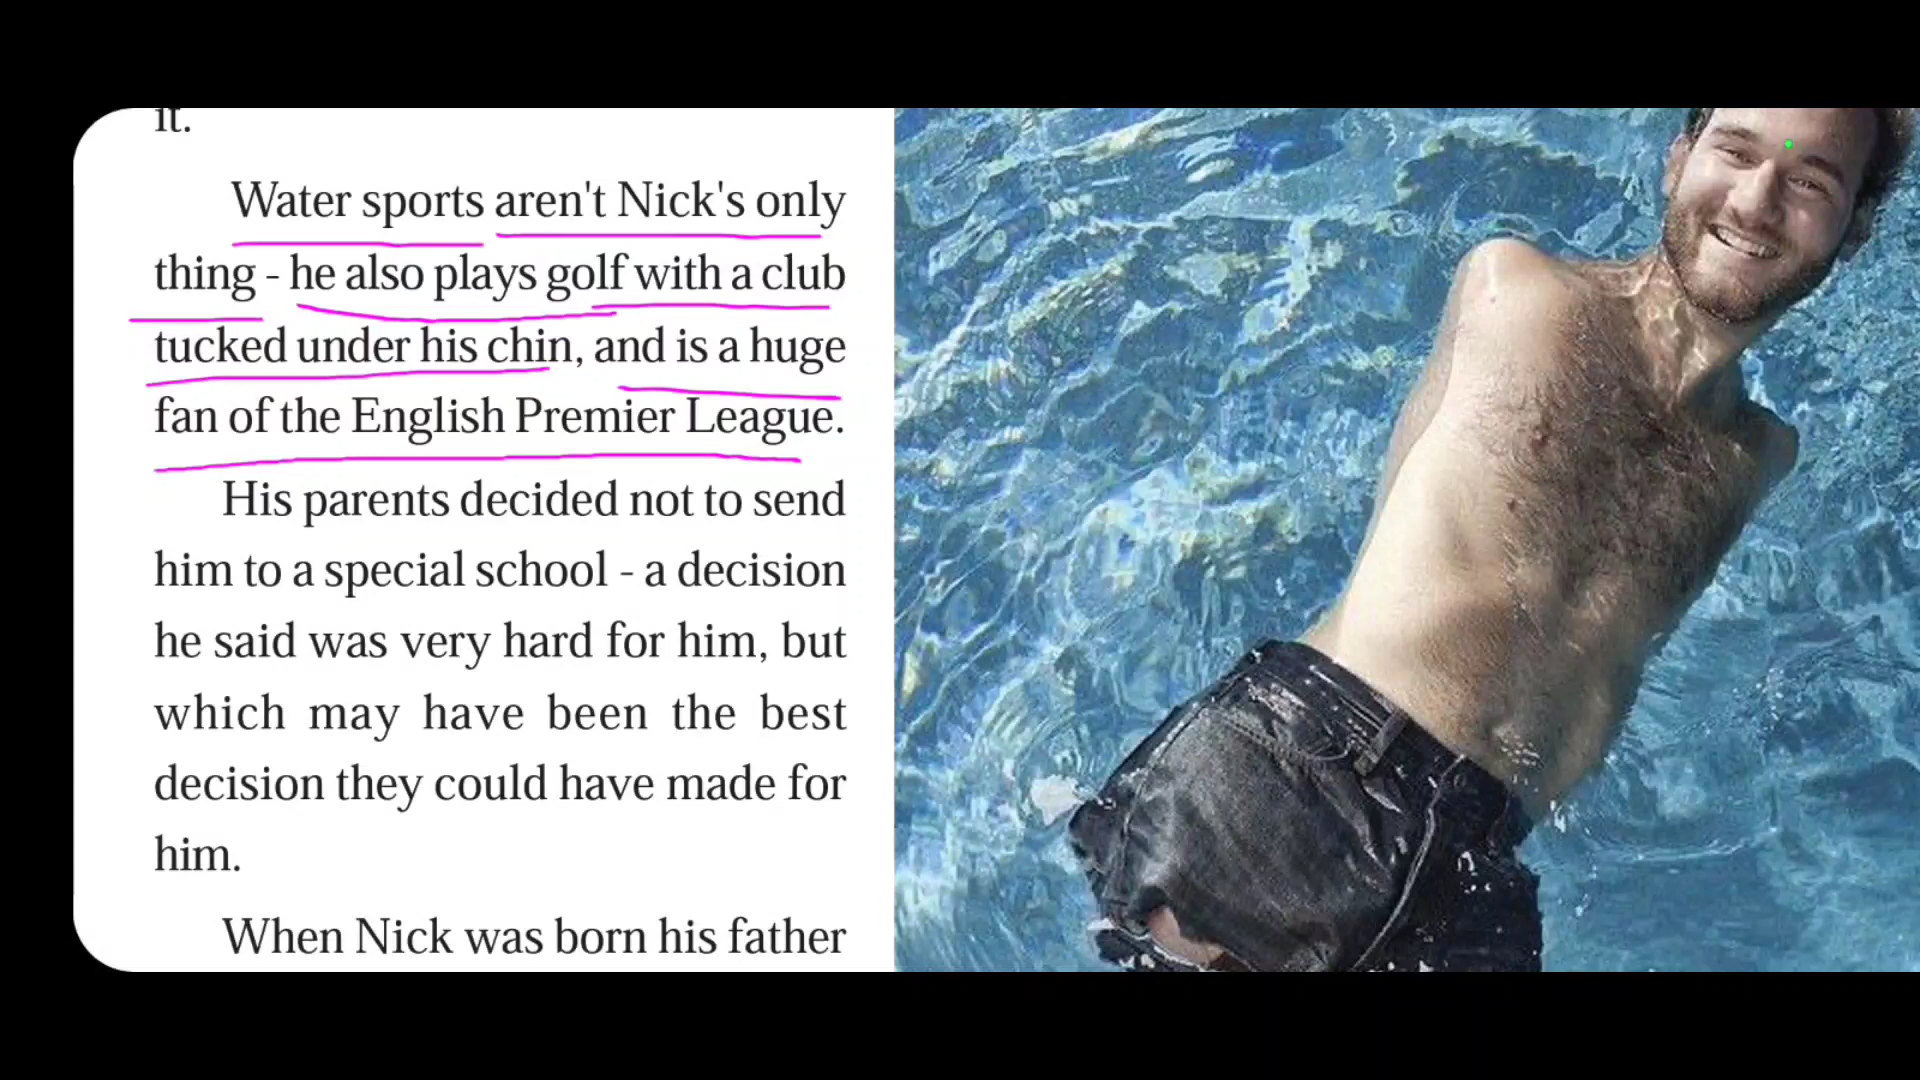 it.
Water sports aren't Nick's only
thing - he also plays golf with a club
tucked under his chin, and is a huge
fan of the English Premier League.
His parents decided not to send
him to a special school - a decision
he said was very hard for him, but
which may have been the best
decision they could have made for
him.
When Nick was born his father